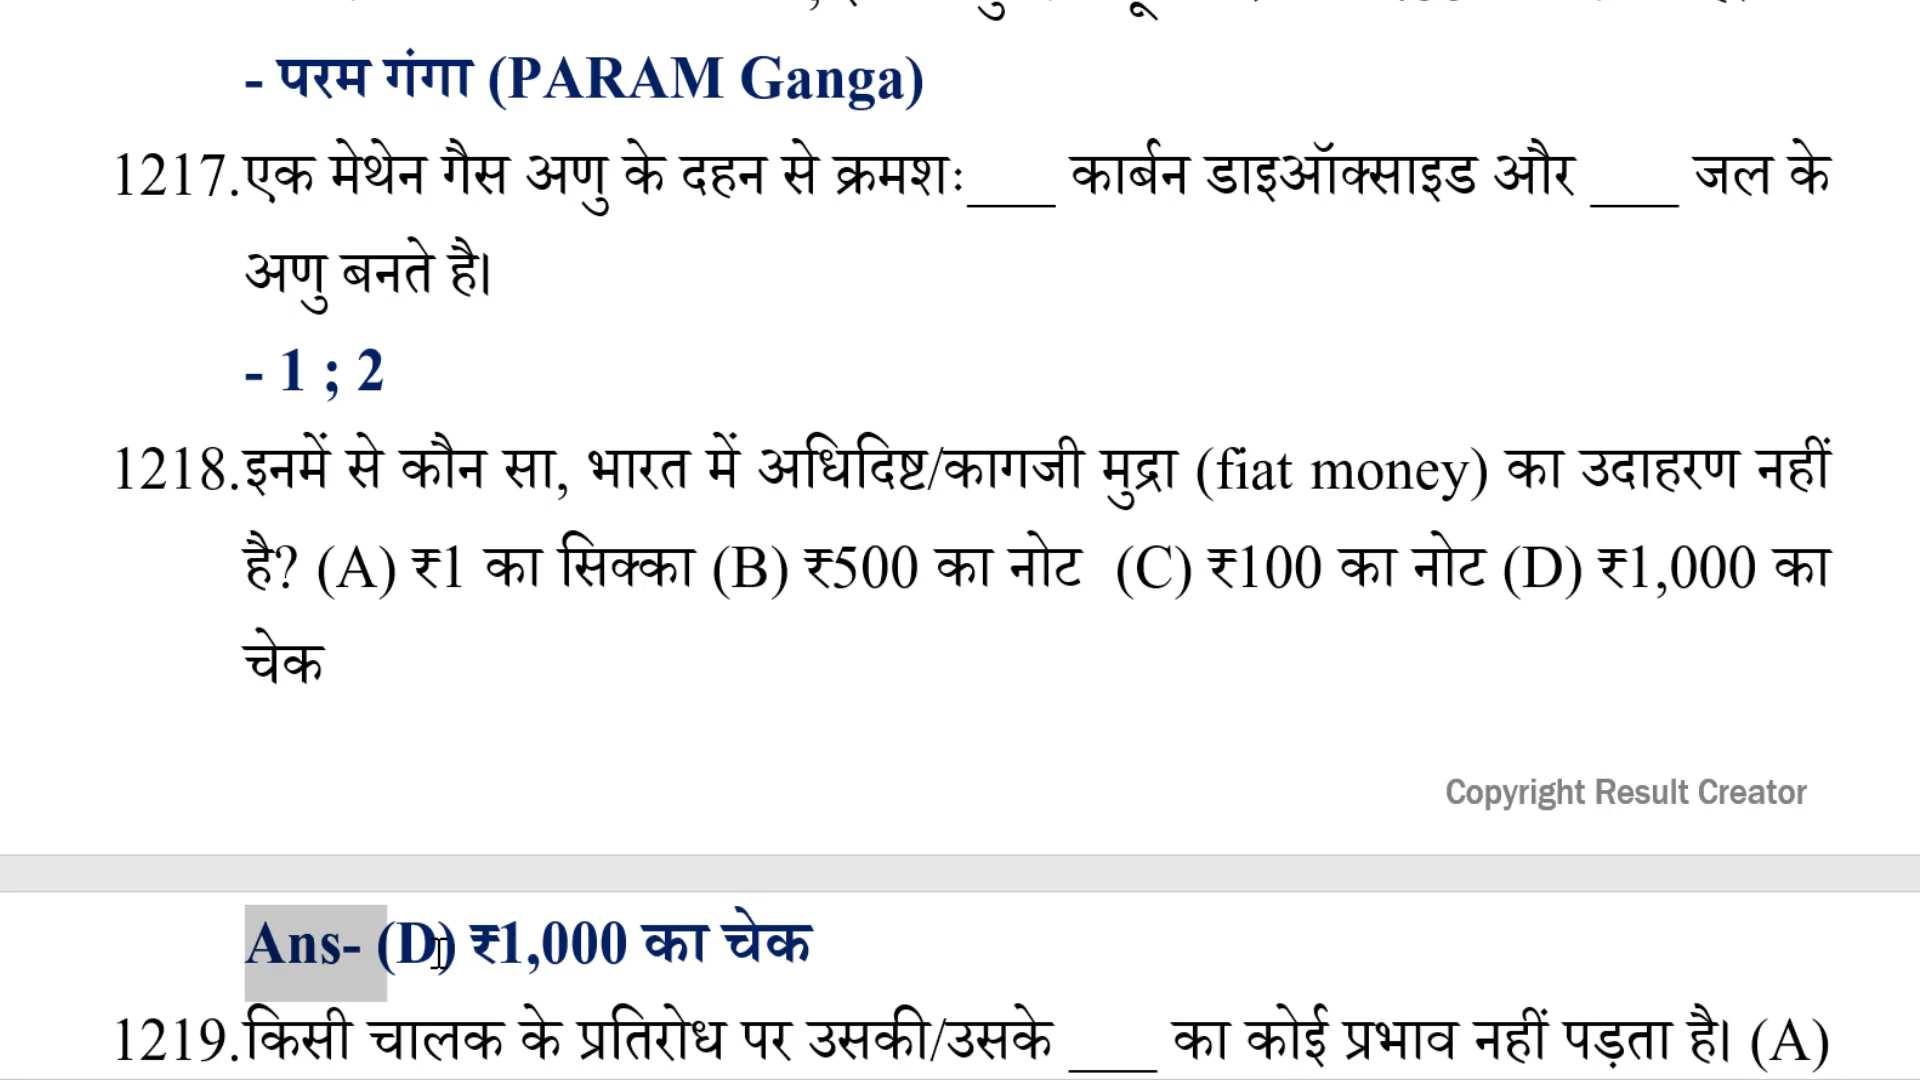 - परम गंगा (PARAM Ganga)
1217.एक मेथेन गैस अणु के दहन से क्रमशः___ कार्बन डाइऑक्साइड और ___ जल के
अणु बनते है।
- 1 ; 2
1218.इनमें से कौन सा, भारत में अधिदिष्ट/कागजी मुद्रा (fiat money) का उदाहरण नहीं
है? (A) ₹1 का सिक्का (B) ₹500 का नोट (C) ₹100 का नोट (D) ₹1,000 का
चेक
Copyright Result Creator
Ans- (D) ₹1,000 का चेक
1219.किसी चालक के प्रतिरोध पर उसकी/उसके ___ का कोई प्रभाव नहीं पड़ता है। (A)